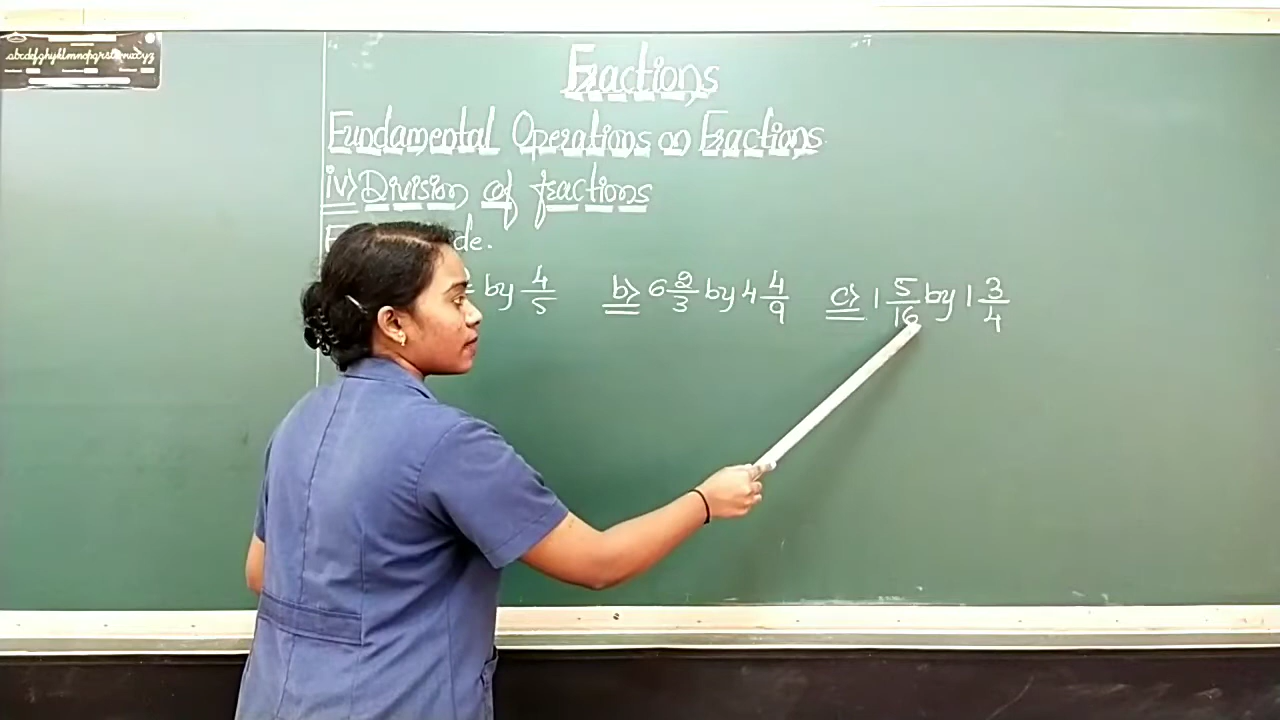 abcdefghijklmnopqrstuvwxyz
Fractions
Fundamental Operations on Fractions
iv> Division of fractions
by 4/5 b> 6 2/3 by 4 4/9 c> 1 5/16 by 1 3/4